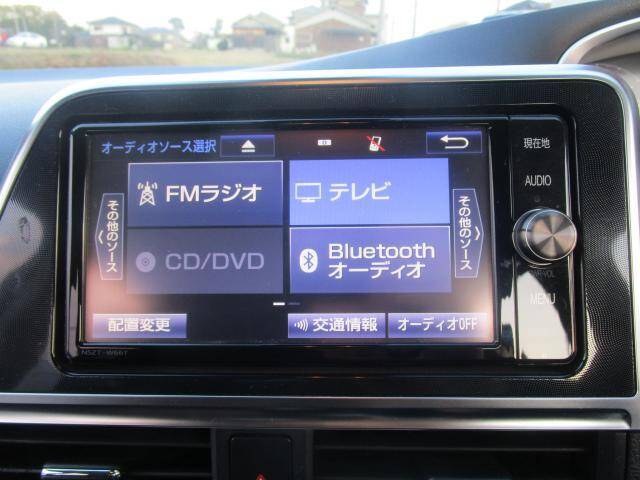 オーディオソース選択
FMラジオ
テレビ
その他のソース
その他のソース
CD/DVD
Bluetooth
オーディオ
配置変更
交通情報
オーディオOFF
NSZT-W66T
現在地
AUDIO
PWR・VOL
MENU